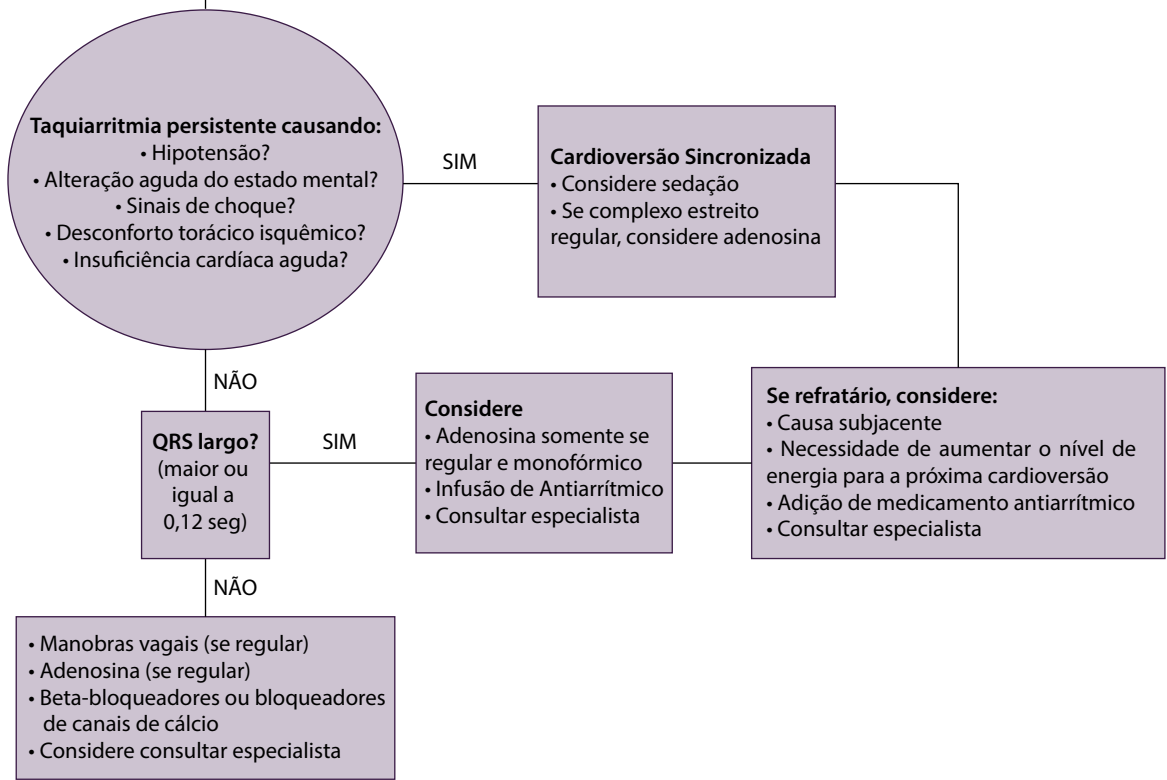 Taquiarritmia persistente causando:
• Hipotensão?
• Alteração aguda do estado mental?
• Sinais de choque?
• Desconforto torácico isquêmico?
• Insuficiência cardíaca aguda?
SIM
Cardioversão Sincronizada
• Considere sedação
• Se complexo estreito
regular, considere adenosina
NÃO
QRS largo?
(maior ou
igual a
0,12 seg)
SIM
Considere
• Adenosina somente se
regular e monofórmico
• Infusão de Antiarrítmico
• Consultar especialista
Se refratário, considere:
• Causa subjacente
• Necessidade de aumentar o nível de
energia para a próxima cardioversão
• Adição de medicamento antiarrítmico
• Consultar especialista
NÃO
• Manobras vagais (se regular)
• Adenosina (se regular)
• Beta-bloqueadores ou bloqueadores
de canais de cálcio
• Considere consultar especialista